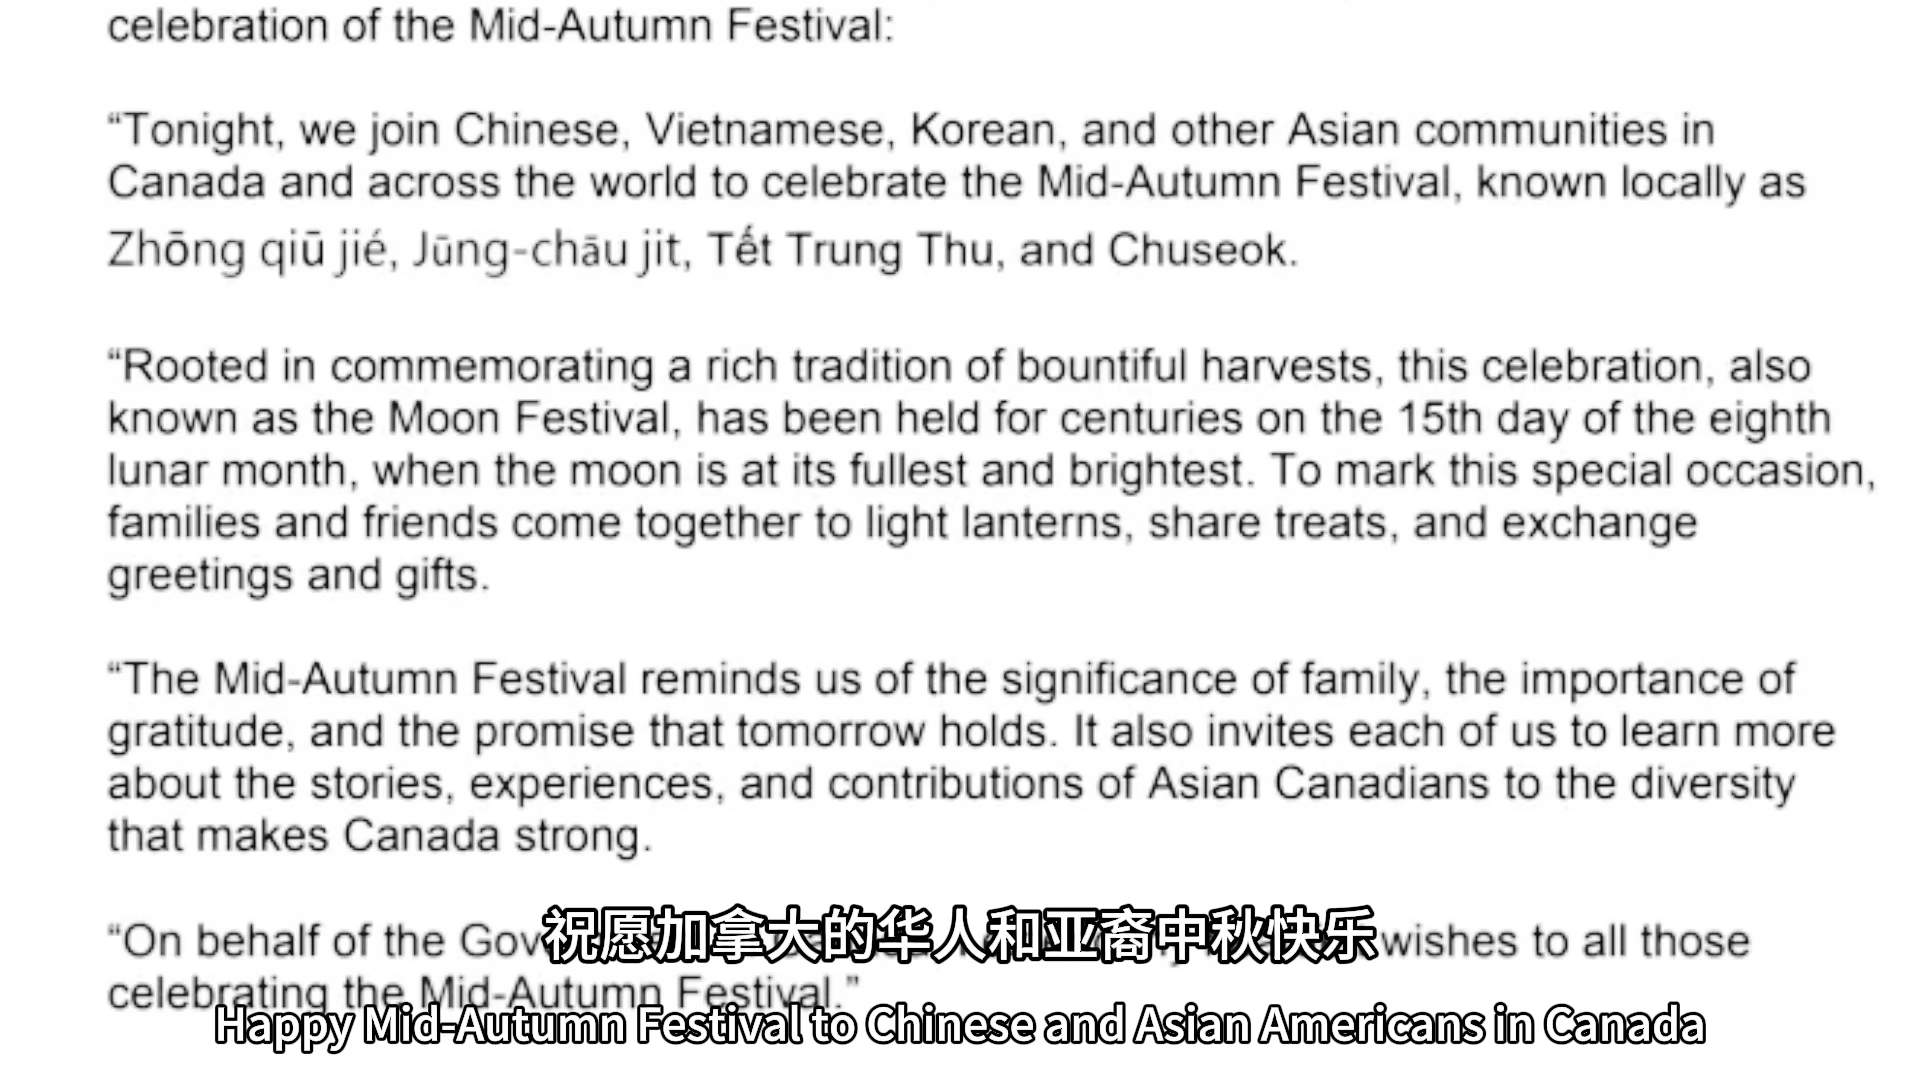 celebration of the Mid-Autumn Festival:
“Tonight, we join Chinese, Vietnamese, Korean, and other Asian communities in
Canada and across the world to celebrate the Mid-Autumn Festival, known locally as
Zhōng qiū jié, Jūng-chāu jit, Tết Trung Thu, and Chuseok.
“Rooted in commemorating a rich tradition of bountiful harvests, this celebration, also
known as the Moon Festival, has been held for centuries on the 15th day of the eighth
lunar month, when the moon is at its fullest and brightest. To mark this special occasion,
families and friends come together to light lanterns, share treats, and exchange
greetings and gifts.
“The Mid-Autumn Festival reminds us of the significance of family, the importance of
gratitude, and the promise that tomorrow holds. It also invites each of us to learn more
about the stories, experiences, and contributions of Asian Canadians to the diversity
that makes Canada strong.
“On behalf of the wishes to all those
祝愿加拿大的华人和亚裔中秋快乐
celebrating the Mid-Autumn Festival.”
Happy Mid-Autumn Festival to Chinese and Asian Americans in Canada